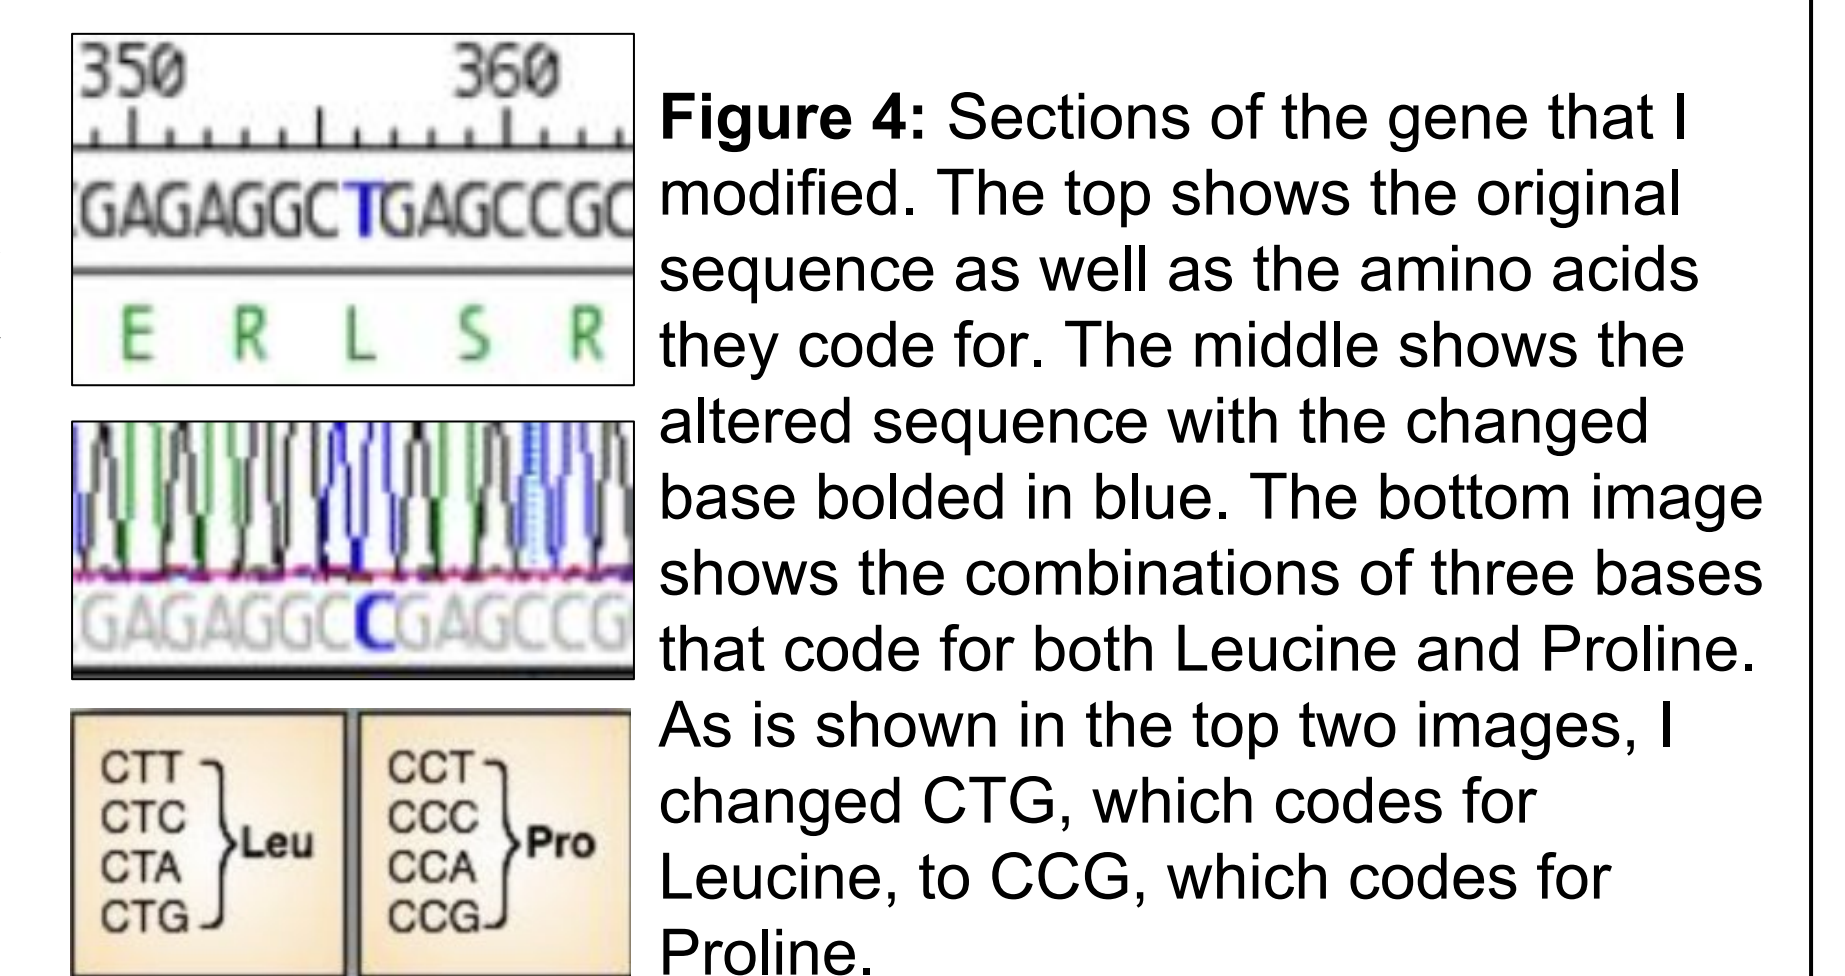 350 360
GAGAGGCTGAGCCGC
E R L S R
GAGAGGCCGAGCCG
CTT
CTC
CTA
CTG
Leu
CCT
CCC
CCA
CCG
Pro
Figure 4: Sections of the gene that I
modified. The top shows the original
sequence as well as the amino acids
they code for. The middle shows the
altered sequence with the changed
base bolded in blue. The bottom image
shows the combinations of three bases
that code for both Leucine and Proline.
As is shown in the top two images, I
changed CTG, which codes for
Leucine, to CCG, which codes for
Proline.